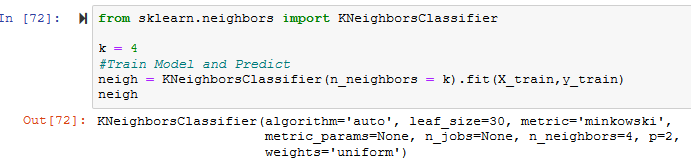 In [72]: from sklearn.neighbors import KNeighborsClassifier
k = 4
#Train Model and Predict
neigh = KNeighborsClassifier(n_neighbors = k).fit(X_train,y_train)
neigh
Out[72]: KNeighborsClassifier(algorithm='auto', leaf_size=30, metric='minkowski',
metric_params=None, n_jobs=None, n_neighbors=4, p=2,
weights='uniform')